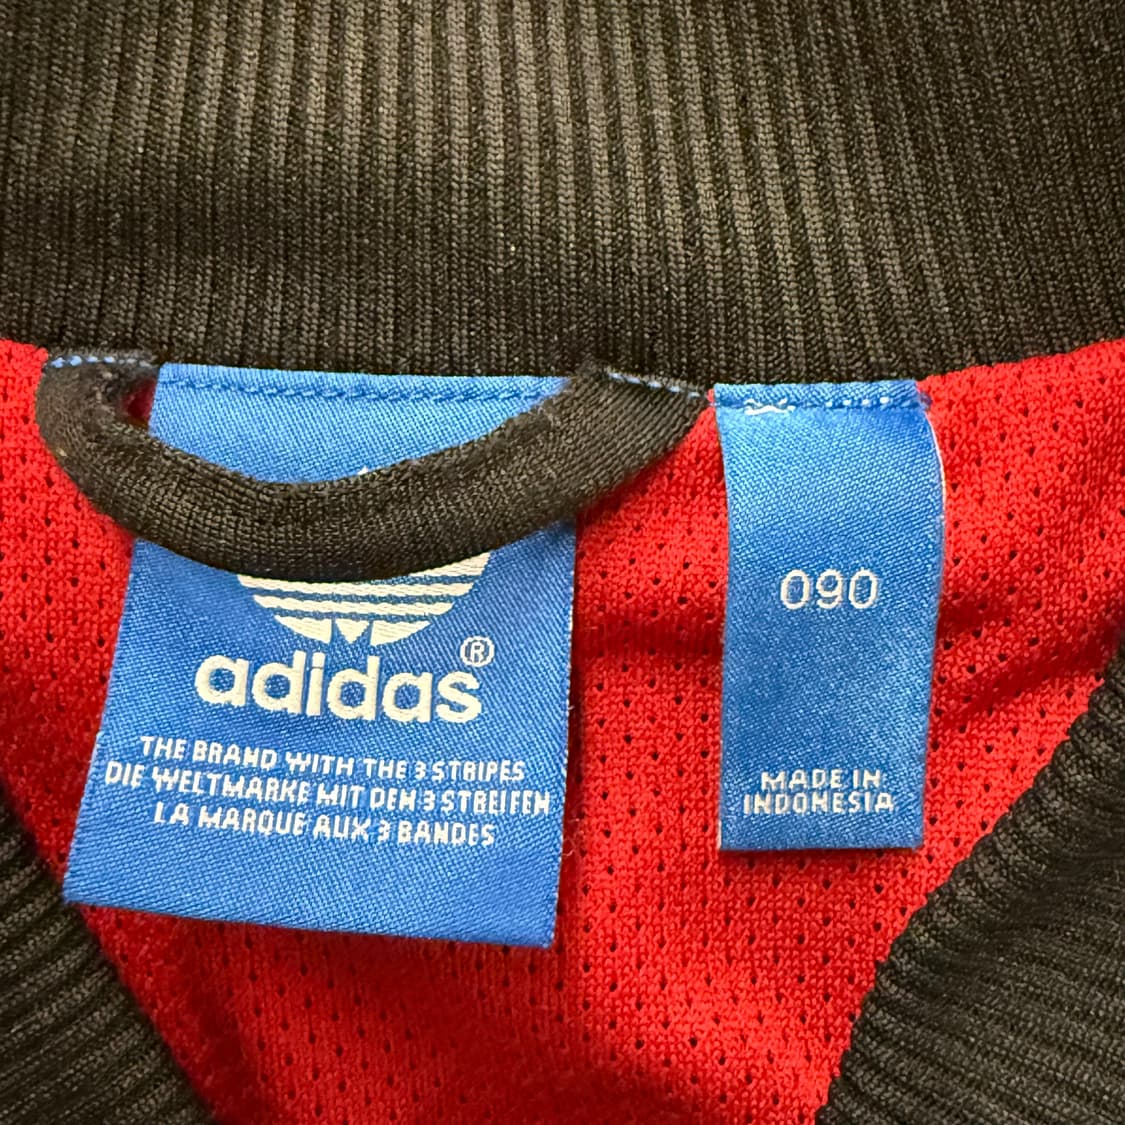 adidas®
THE BRAND WITH THE 3 STRIPES
DIE WELTMARKE MIT DEN 3 STREIFEN
LA MARQUE AUX 3 BANDES
090
MADE IN
INDONESIA